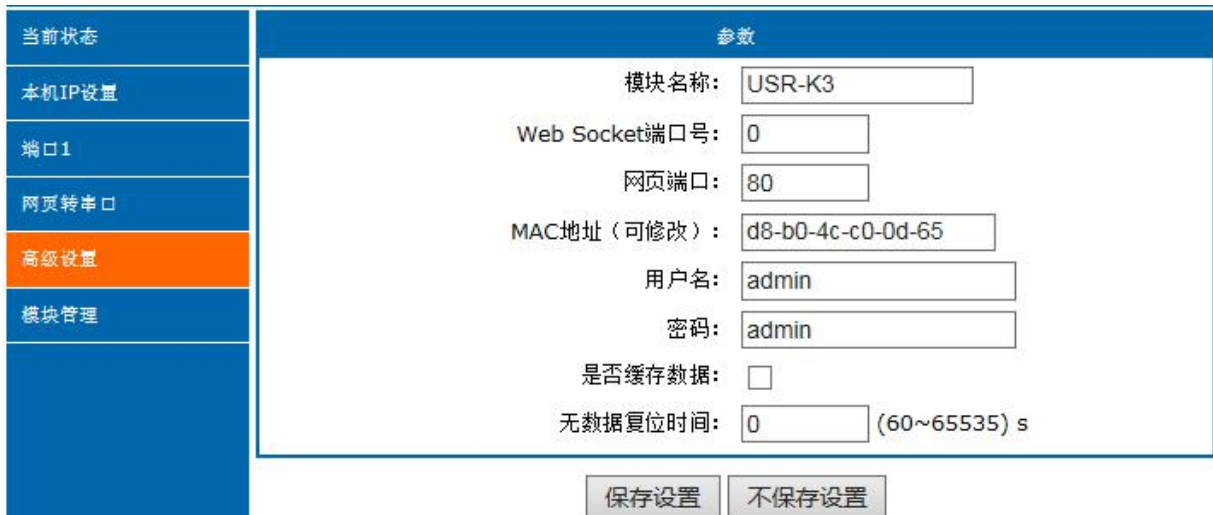 当前状态
本机IP设置
端口1
网页转串口
高级设置
模块管理
参数
模块名称: USR-K3
Web Socket端口号: 0
网页端口: 80
MAC地址（可修改）: d8-b0-4c-c0-0d-65
用户名: admin
密码: admin
是否缓存数据:
无数据复位时间: 0 (60~65535) s
保存设置 不保存设置